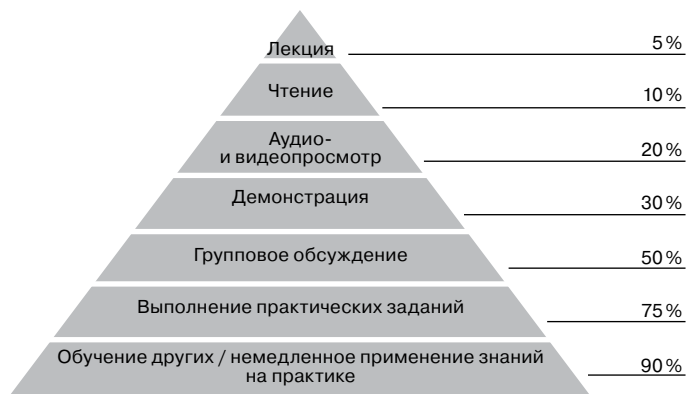 Лекция
5 %
Чтение
10 %
Аудио-
и видеопросмотр
20 %
Демонстрация
30 %
Групповое обсуждение
50 %
Выполнение практических заданий
75 %
Обучение других / немедленное применение знаний
на практике
90 %